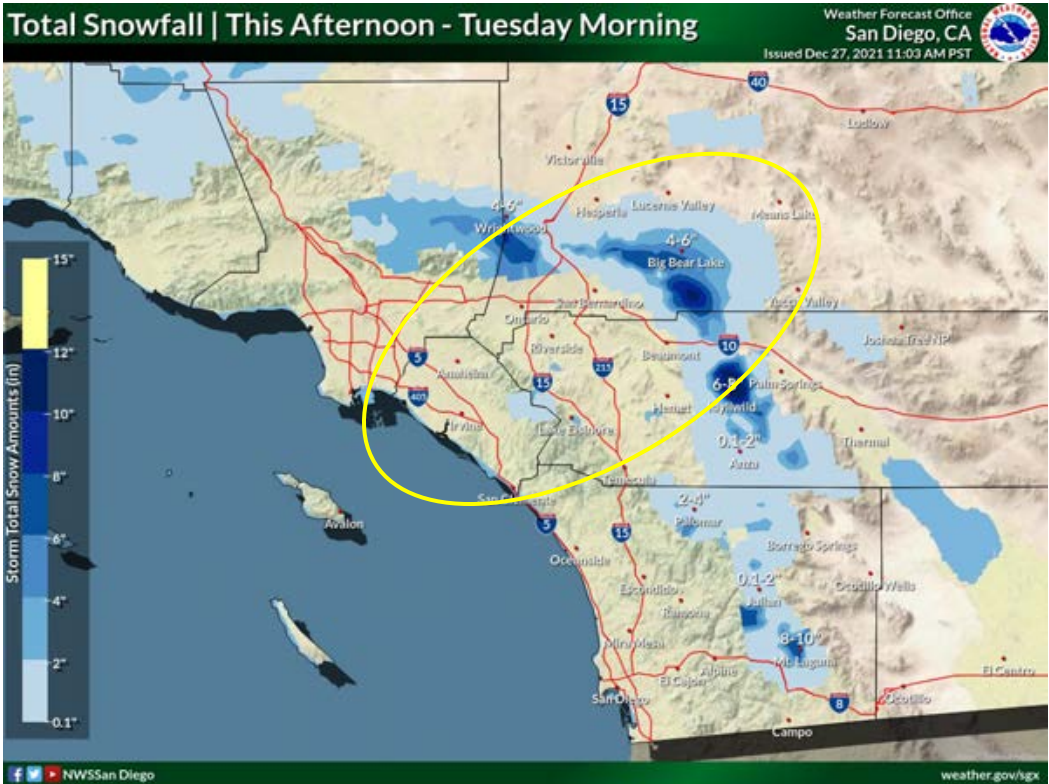 Total Snowfall | This Afternoon - Tuesday Morning
Weather Forecast Office
San Diego, CA
Issued Dec 27, 2021 11:03 AM PST
40
15
Ludlow
Victorville
4-6"
Wrightwood
Hesperia
Lucerne Valley
Means Lake
4-6"
Big Bear Lake
San Bernardino
Yucca Valley
Ontario
Riverside
Beaumont
10
Joshua Tree NP
5
Anaheim
15
215
6-8"
Palm Springs
405
Irvine
Hemet
Idyllwild
Lake Elsinore
0.1-2"
Anza
Thermal
San Clemente
Temecula
2-4"
Palomar
Avalon
5
15
Borrego Springs
Oceanside
Escondido
0.1-2"
Julian
Ocotillo Wells
Ramona
Mira Mesa
8-10"
Mt Laguna
Alpine
El Cajon
El Centro
San Diego
8
Ocotillo
Campo
Storm Total Snow Amounts (in)
15"
12"
10"
8"
6"
4"
2"
0.1"
NWSSan Diego
weather.gov/sgx